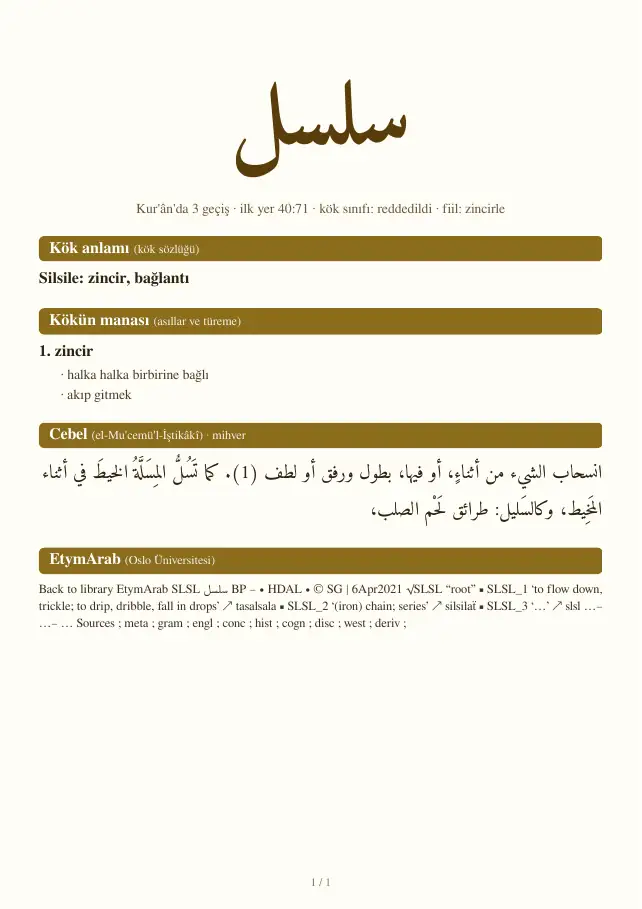 سلسل
Kur'ân'da 3 geçiş · ilk yer 40:71 · kök sınıfı: reddedildi · fiil: zincirle
Kök anlamı (kök sözlüğü)
Silsile: zincir, bağlantı
Kökün manası (asıllar ve türeme)
1. zincir
· halka halka birbirine bağlı
· akıp gitmek
Cebel (el-Mu'cemü'l-İştikâkî) · mihver
انسحاب الشيء من أثناءٍ، أو فيها، بطول ورفق أو لطف (1). كما تَسُلُّ المِسَلَّةُ الخيطَ في أثناء
المَخِيط، وكالسَليل: طرائق لَحْم الصلب،
EtymArab (Oslo Üniversitesi)
Back to library EtymArab SLSL سلسل BP – • HDAL • © SG | 6Apr2021 √SLSL “root” ▪ SLSL_1 ‘to flow down,
trickle; to drip, dribble, fall in drops’ ↗ tasalsala ▪ SLSL_2 ‘(iron) chain; series’ ↗ silsilaẗ ▪ SLSL_3 ‘…’ ↗ slsl …–
…– … Sources ; meta ; gram ; engl ; conc ; hist ; cogn ; disc ; west ; deriv ;
1 / 1